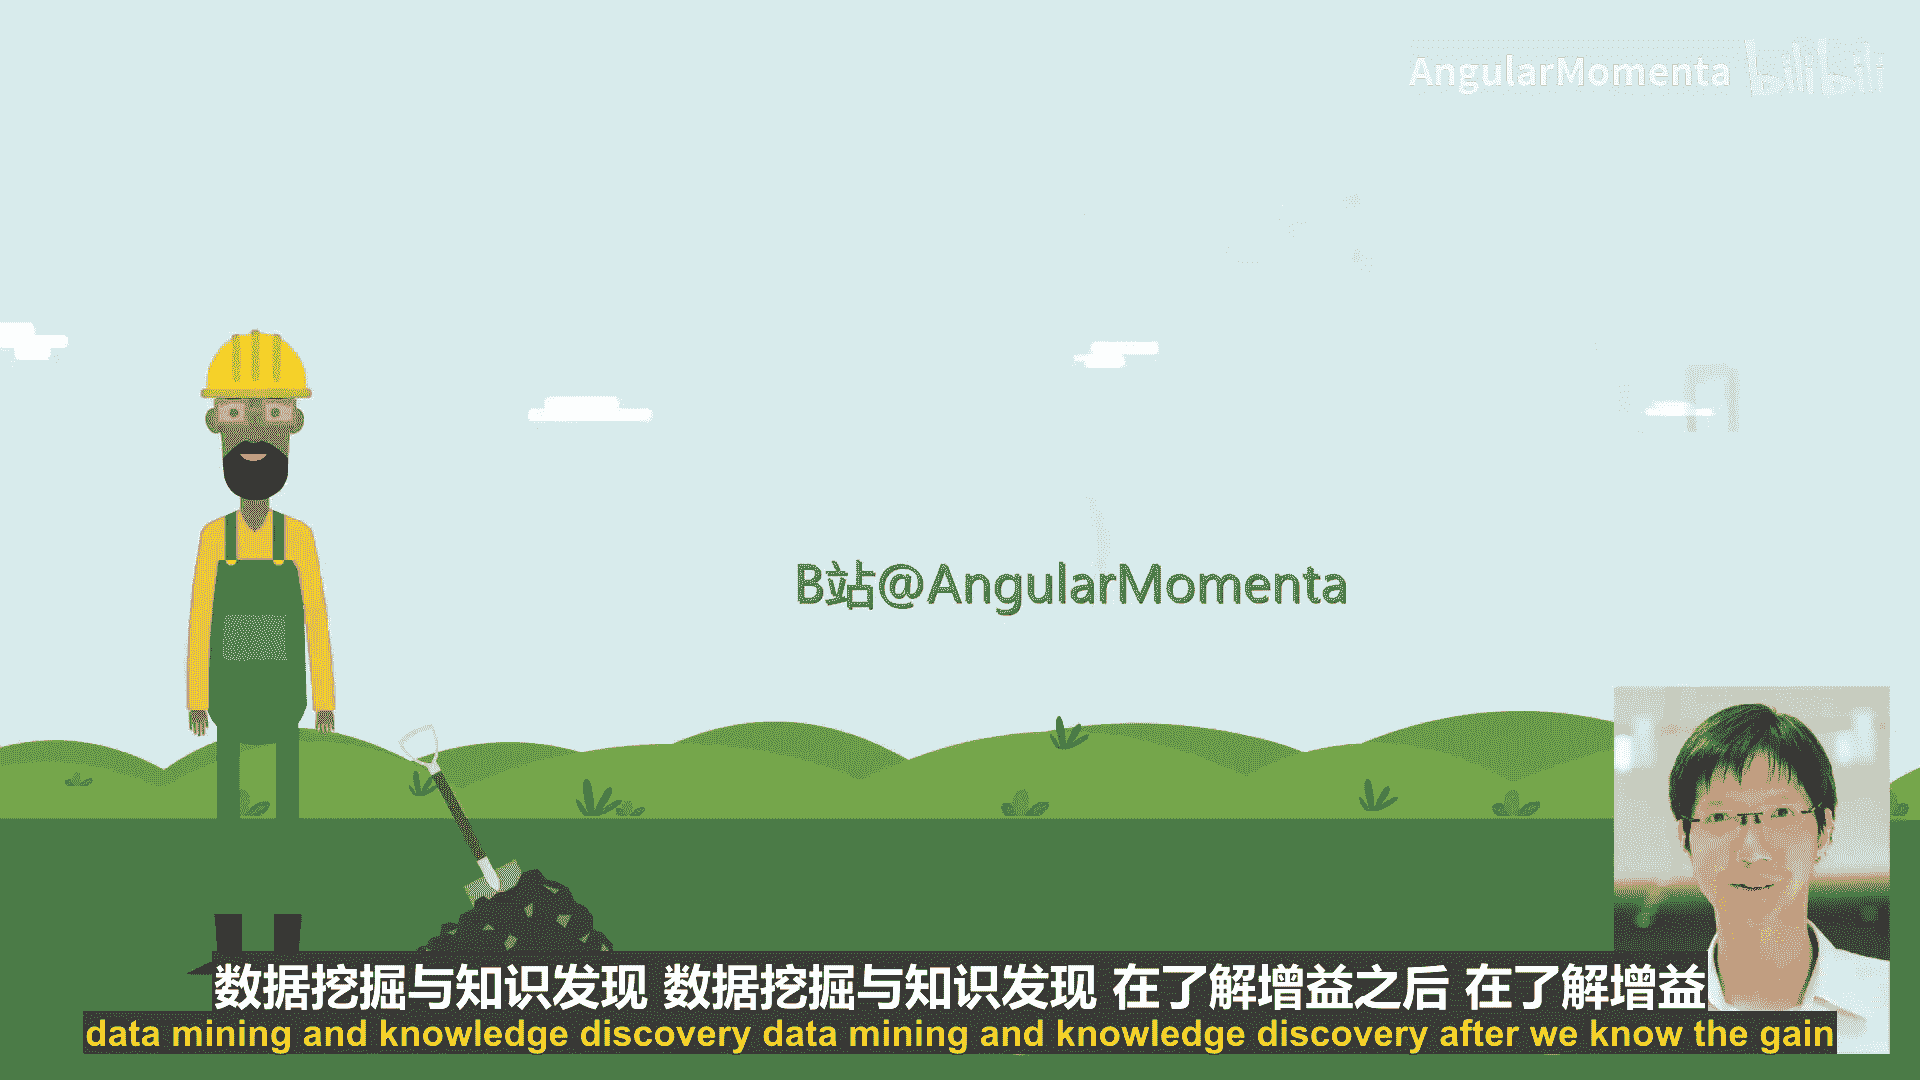 AngularMomenta bilibili
B站@AngularMomenta
数据挖掘与知识发现 数据挖掘与知识发现 在了解增益之后 在了解增益
data mining and knowledge discovery data mining and knowledge discovery after we know the gain